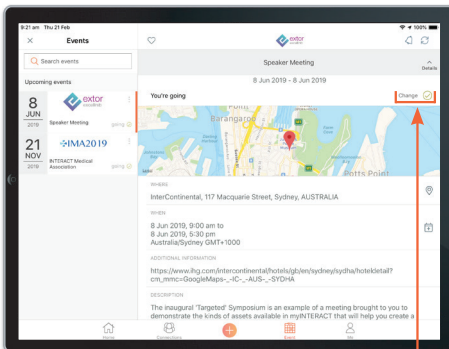 9:21 am Thu 21 Feb
100%
Events
extor
Search events
Speaker Meeting
Details
Upcoming events
8 Jun 2019 - 8 Jun 2019
8
JUN
2019
extor
Speaker Meeting
going
You're going
Change
21
NOV
2019
IMA2019
INTERACT Medical
Association
going
Barangaroo
Potts Point
WHERE
InterContinental, 117 Macquarie Street, Sydney, AUSTRALIA
WHEN
8 Jun 2019, 9:00 am to
8 Jun 2019, 5:30 pm
Australia/Sydney GMT+1000
ADDITIONAL INFORMATION
https://www.ihg.com/intercontinental/hotels/gb/en/sydney/sydha/hoteldetail?
cm_mmc=GoogleMaps-_-IC-_-AUS-_-SYDHA
DESCRIPTION
The inaugural 'Targeted' Symposium is an example of a meeting brought to you to
demonstrate the kinds of assets available in myINTERACT that will help you create a
Home
Connections
Event
Me